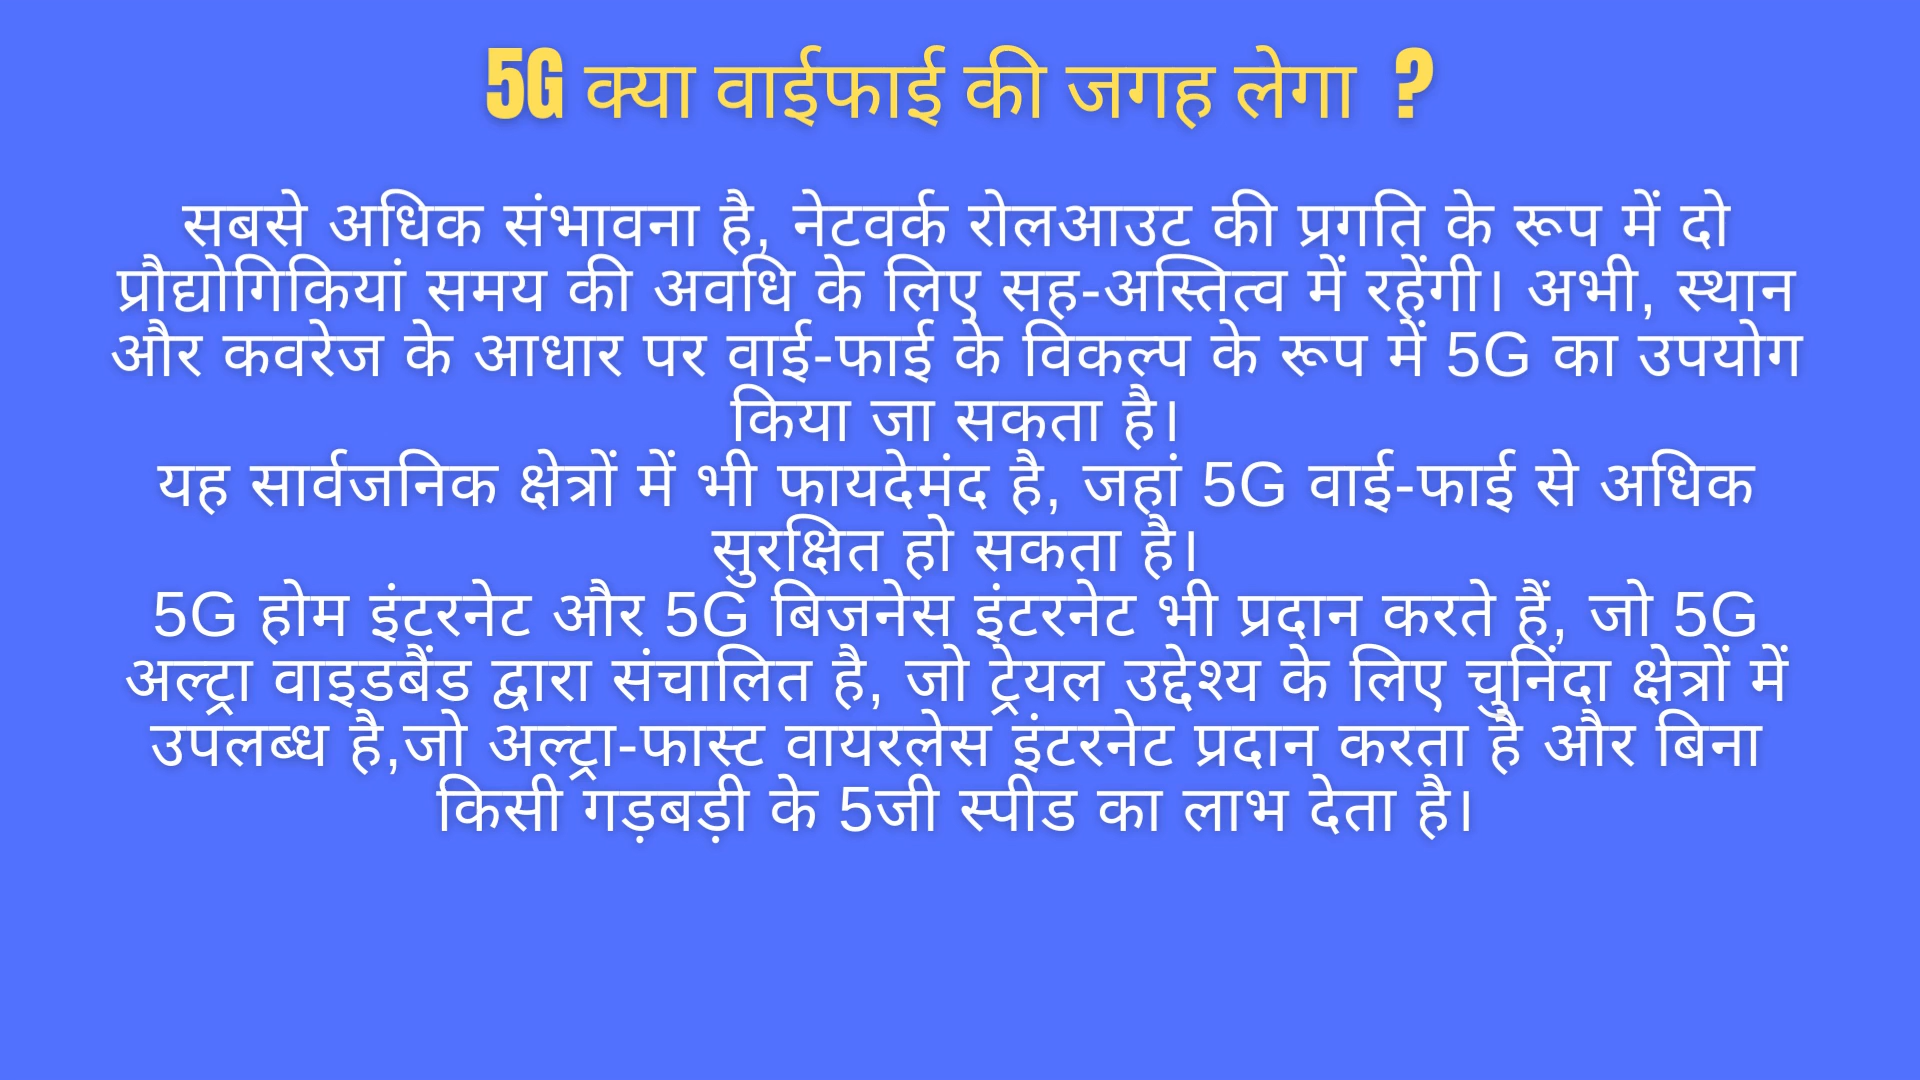 5G क्या वाईफाई की जगह लेगा ?
सबसे अधिक संभावना है, नेटवर्क रोलआउट की प्रगति के रूप में दो
प्रौद्योगिकियां समय की अवधि के लिए सह-अस्तित्व में रहेंगी। अभी, स्थान
और कवरेज के आधार पर वाई-फाई के विकल्प के रूप में 5G का उपयोग
किया जा सकता है।
यह सार्वजनिक क्षेत्रों में भी फायदेमंद है, जहां 5G वाई-फाई से अधिक
सुरक्षित हो सकता है।
5G होम इंटरनेट और 5G बिजनेस इंटरनेट भी प्रदान करते हैं, जो 5G
अल्ट्रा वाइडबैंड द्वारा संचालित है, जो ट्रेयल उद्देश्य के लिए चुनिंदा क्षेत्रों में
उपलब्ध है,जो अल्ट्रा-फास्ट वायरलेस इंटरनेट प्रदान करता है और बिना
किसी गड़बड़ी के 5जी स्पीड का लाभ देता है।